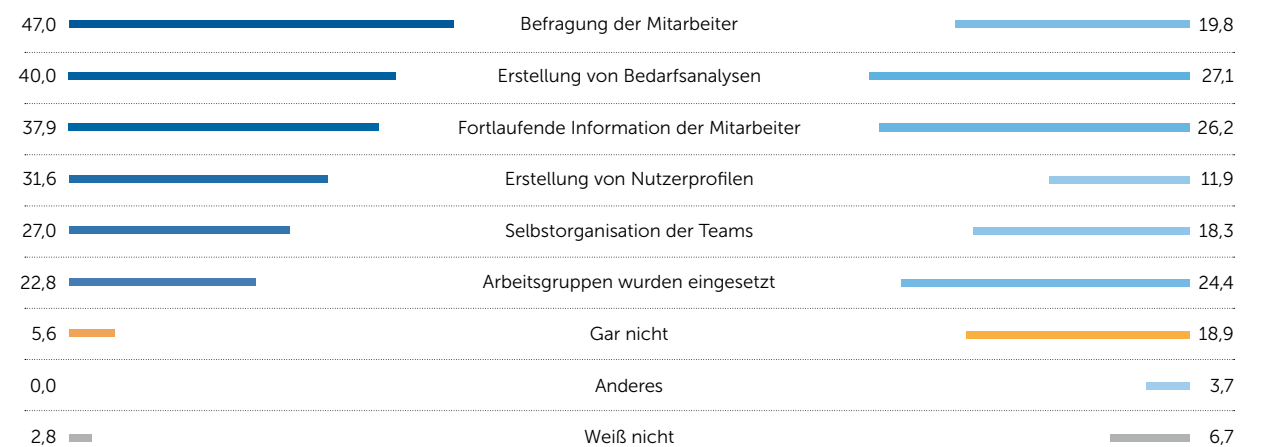 47,0 Befragung der Mitarbeiter 19,8
40,0 Erstellung von Bedarfsanalysen 27,1
37,9 Fortlaufende Information der Mitarbeiter 26,2
31,6 Erstellung von Nutzerprofilen 11,9
27,0 Selbstorganisation der Teams 18,3
22,8 Arbeitsgruppen wurden eingesetzt 24,4
5,6 Gar nicht 18,9
0,0 Anderes 3,7
2,8 Weiß nicht 6,7